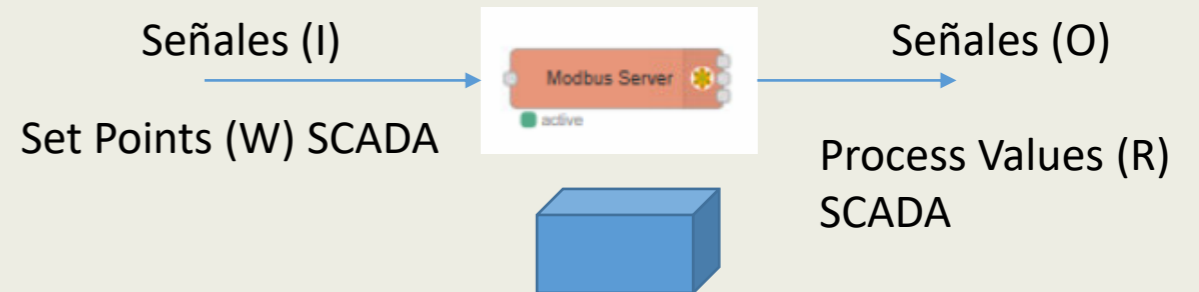 Señales (I)
Set Points (W) SCADA
Modbus Server
active
Señales (O)
Process Values (R)
SCADA